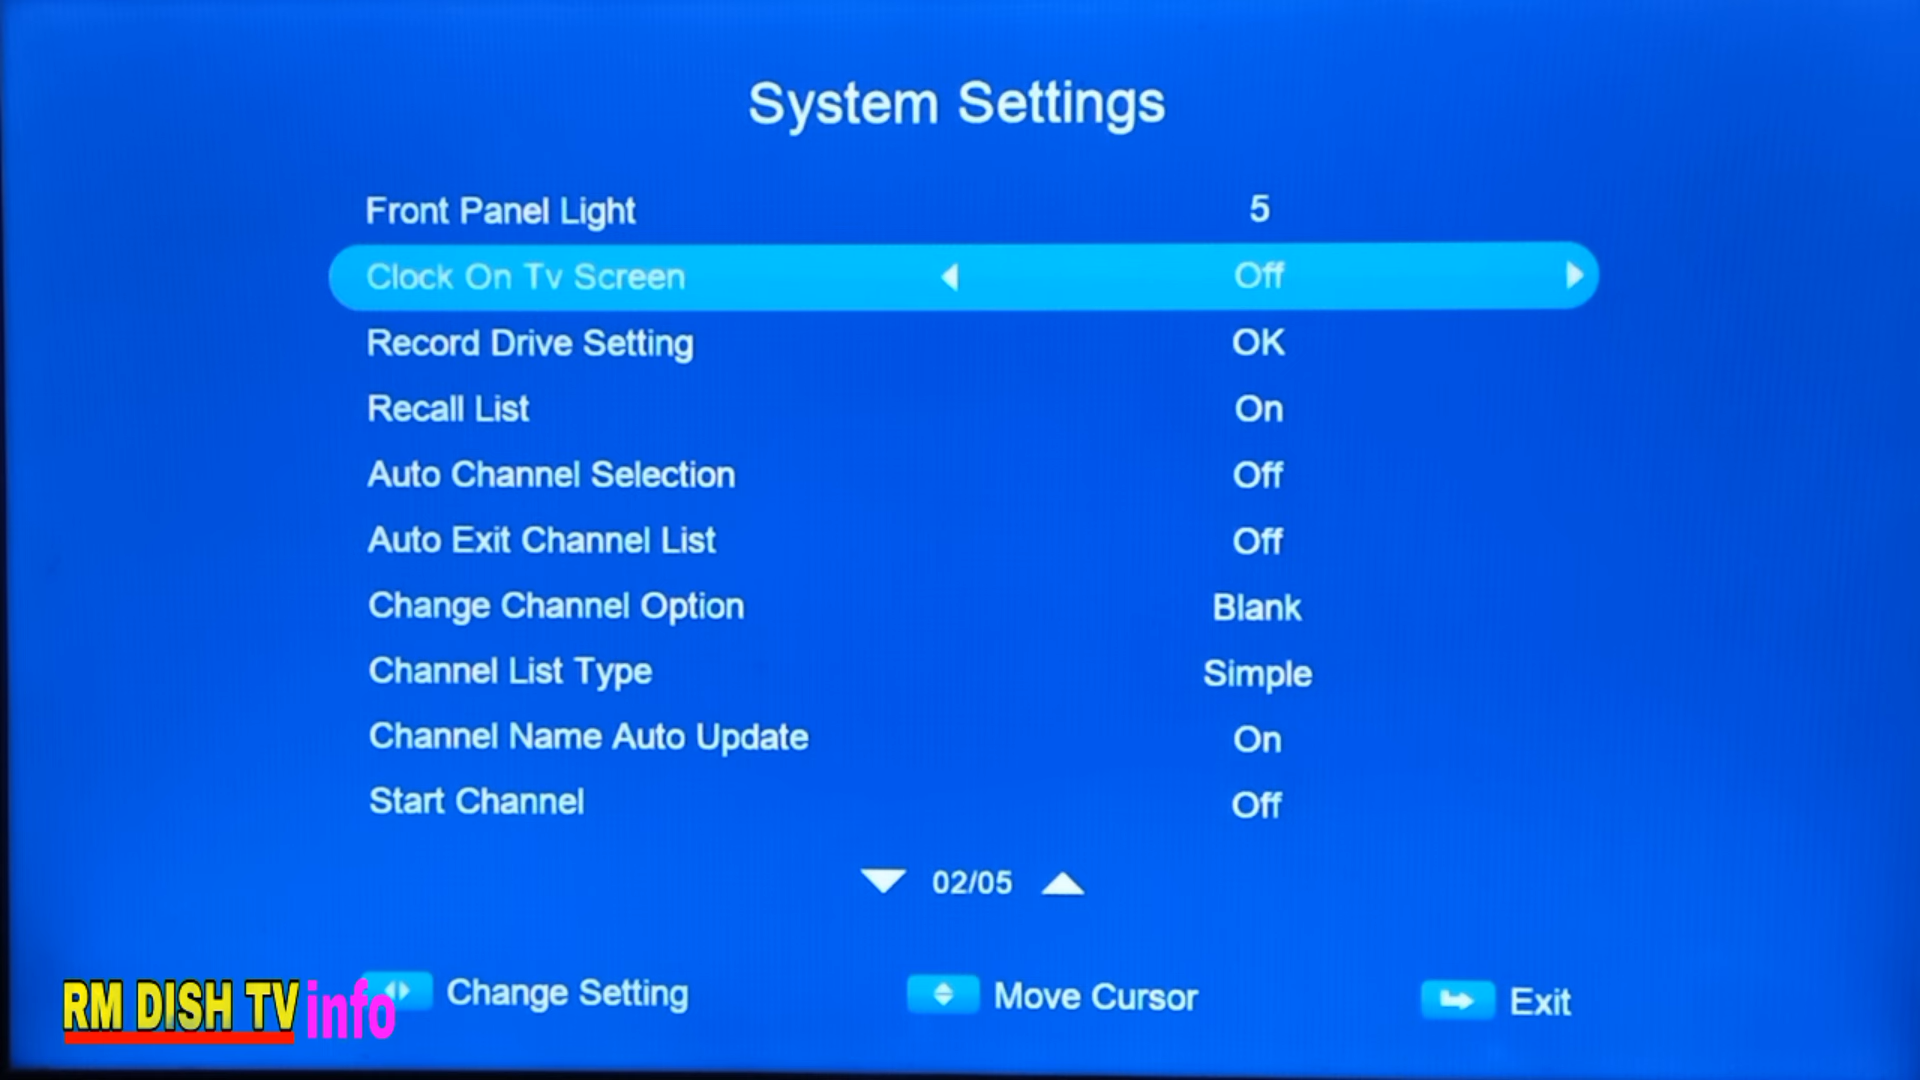 System Settings
Front Panel Light 5
Clock On Tv Screen Off
Record Drive Setting OK
Recall List On
Auto Channel Selection Off
Auto Exit Channel List Off
Change Channel Option Blank
Channel List Type Simple
Channel Name Auto Update On
Start Channel Off
02/05
Change Setting Move Cursor Exit
RM DISH TV info